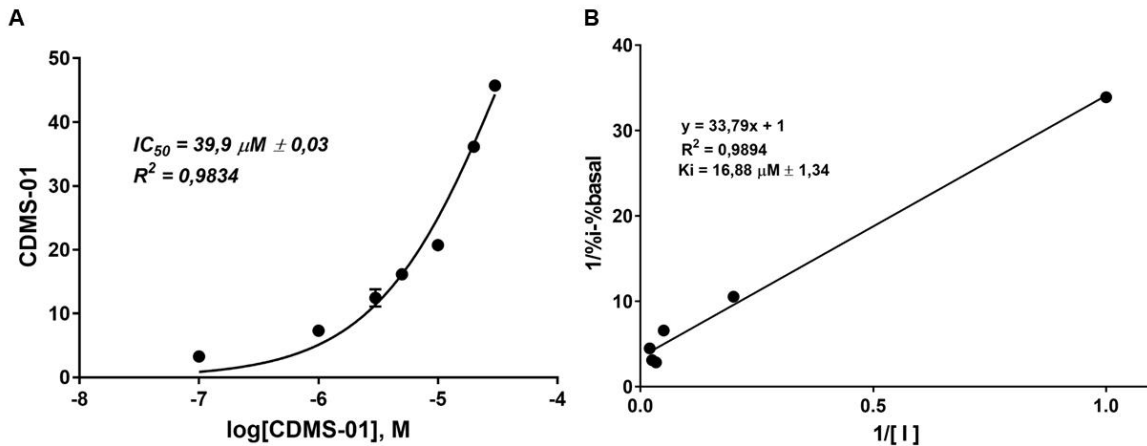 A
CDMS-01
50
40
30
20
10
0
IC50 = 39,9 μM ± 0,03
R2 = 0,9834
-8
-7
-6
-5
-4
log[CDMS-01], M
B
1/%i-%basal
40
30
20
10
0
y = 33,79x + 1
R2 = 0,9894
Ki = 16,88 μM ± 1,34
0.0
0.5
1.0
1/[ I ]